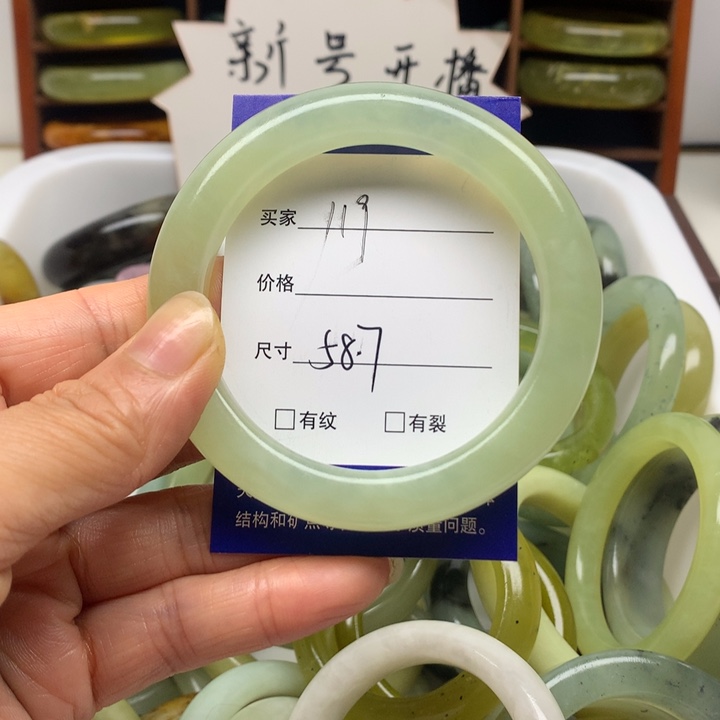 新号开播
买家 119
价格
尺寸 58.7
□有纹 □有裂
结构和矿
质量问题。